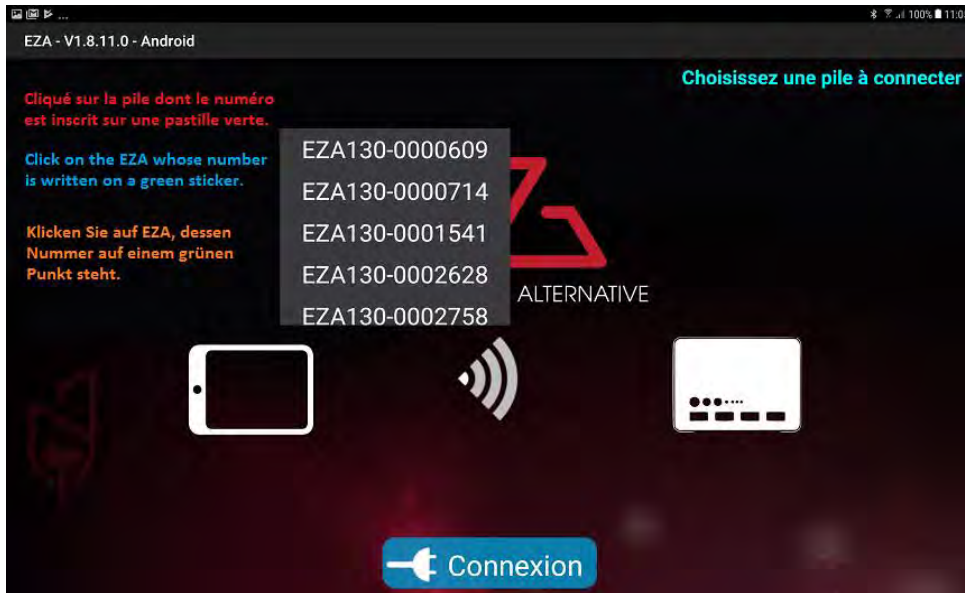 100% 11:0
EZA - V1.8.11.0 - Android
Choisissez une pile à connecter
Cliqué sur la pile dont le numéro
est inscrit sur une pastille verte.
Click on the EZA whose number
is written on a green sticker.
Klicken Sie auf EZA, dessen
Nummer auf einem grünen
Punkt steht.
EZA130-0000609
EZA130-0000714
EZA130-0001541
EZA130-0002628
EZA130-0002758
ALTERNATIVE
Connexion